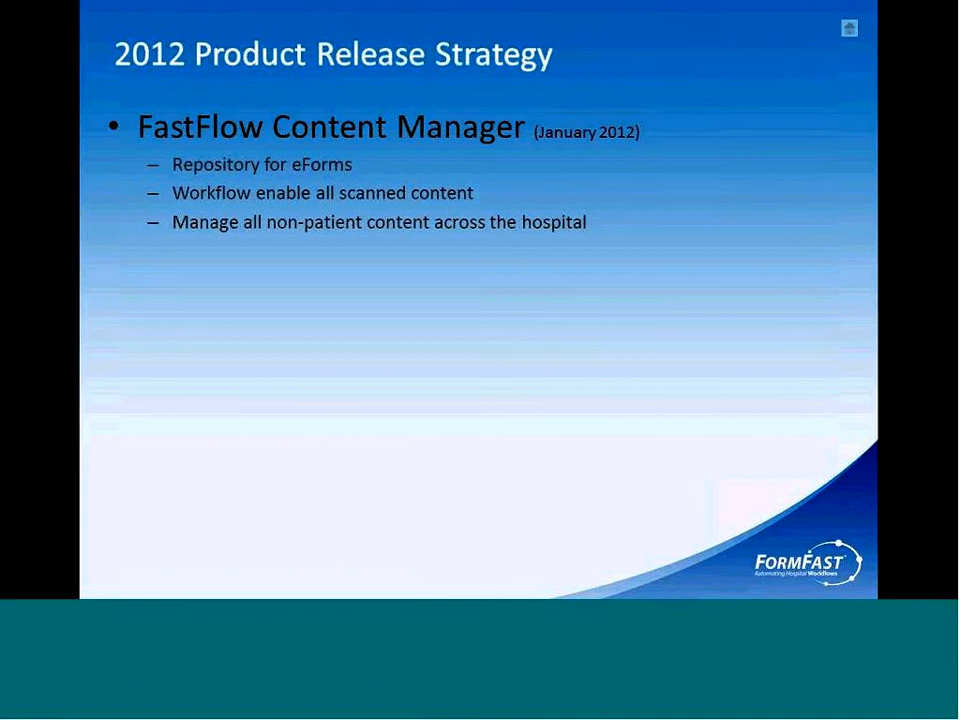 2012 Product Release Strategy
• FastFlow Content Manager (January 2012)
– Repository for eForms
– Workflow enable all scanned content
– Manage all non-patient content across the hospital
FORMFAST
Automating Hospital Workflows